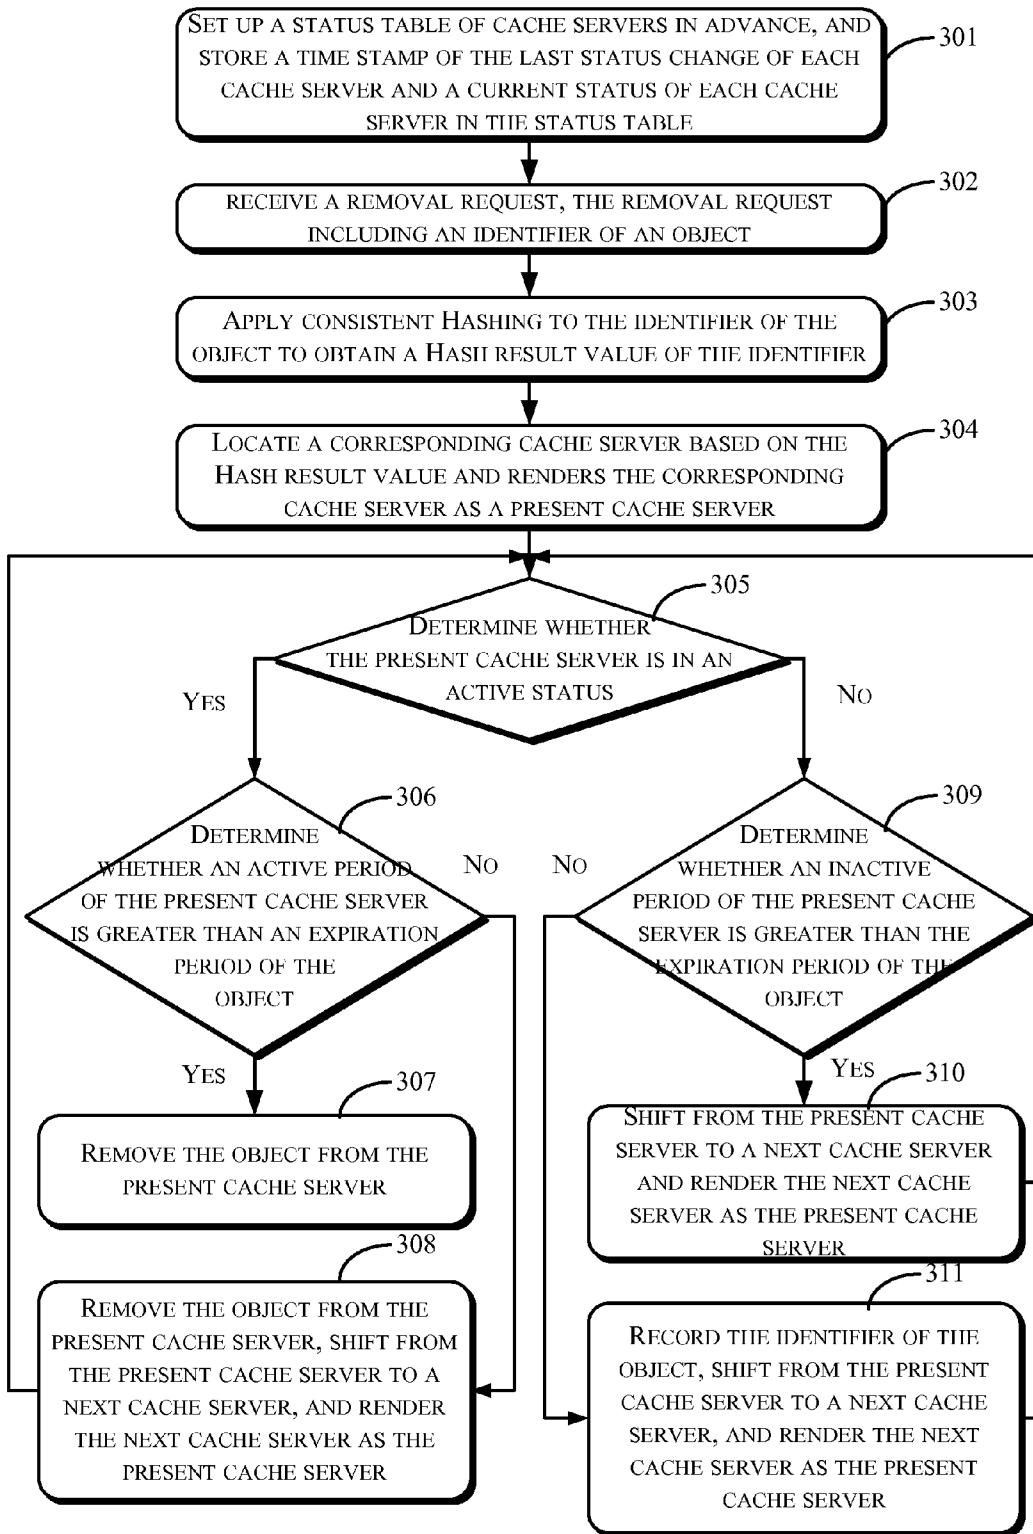 SET UP A STATUS TABLE OF CACHE SERVERS IN ADVANCE, AND
STORE A TIME STAMP OF THE LAST STATUS CHANGE OF EACH
CACHE SERVER AND A CURRENT STATUS OF EACH CACHE
SERVER IN THE STATUS TABLE
301
RECEIVE A REMOVAL REQUEST, THE REMOVAL REQUEST
INCLUDING AN IDENTIFIER OF AN OBJECT
302
APPLY CONSISTENT HASHING TO THE IDENTIFIER OF THE
OBJECT TO OBTAIN A HASH RESULT VALUE OF THE IDENTIFIER
303
LOCATE A CORRESPONDING CACHE SERVER BASED ON THE
HASH RESULT VALUE AND RENDERS THE CORRESPONDING
CACHE SERVER AS A PRESENT CACHE SERVER
304
DETERMINE WHETHER
THE PRESENT CACHE SERVER IS IN AN
ACTIVE STATUS
305
YES
NO
DETERMINE
WHETHER AN ACTIVE PERIOD
OF THE PRESENT CACHE SERVER
IS GREATER THAN AN EXPIRATION
PERIOD OF THE
OBJECT
306
NO
YES
DETERMINE
WHETHER AN INACTIVE
PERIOD OF THE PRESENT CACHE
SERVER IS GREATER THAN THE
EXPIRATION PERIOD OF THE
OBJECT
309
NO
YES
REMOVE THE OBJECT FROM THE
PRESENT CACHE SERVER
307
SHIFT FROM THE PRESENT CACHE
SERVER TO A NEXT CACHE SERVER
AND RENDER THE NEXT CACHE
SERVER AS THE PRESENT CACHE
SERVER
310
REMOVE THE OBJECT FROM THE
PRESENT CACHE SERVER, SHIFT FROM
THE PRESENT CACHE SERVER TO A
NEXT CACHE SERVER, AND RENDER
THE NEXT CACHE SERVER AS THE
PRESENT CACHE SERVER
308
RECORD THE IDENTIFIER OF THE
OBJECT, SHIFT FROM THE PRESENT
CACHE SERVER TO A NEXT CACHE
SERVER, AND RENDER THE NEXT
CACHE SERVER AS THE PRESENT
CACHE SERVER
311